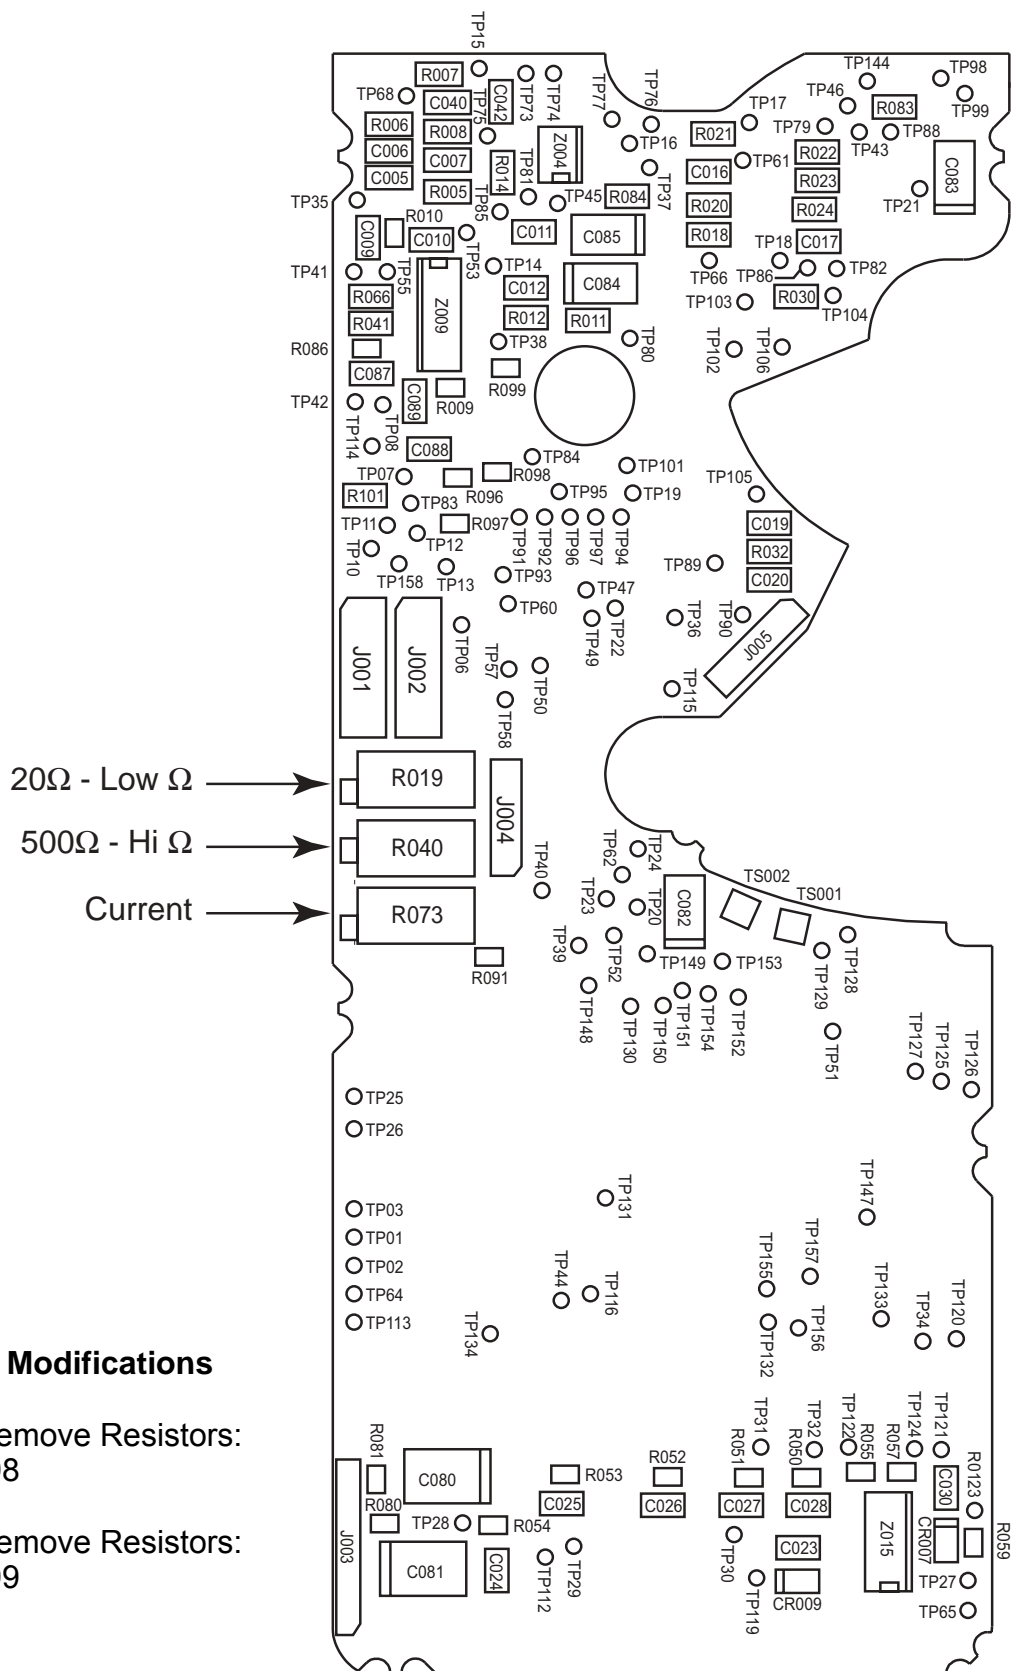 TP15
R007
TP68
C040
TP75
C042
TP73
TP74
TP77
TP76
TP144
TP98
TP46
TP99
R083
TP17
R006
R008
Z004
TP16
R021
TP79
TP43
TP88
C006
C007
R014
TP81
TP61
R022
C083
C005
R005
TP37
C016
R023
TP35
TP85
TP45
R084
R020
R024
TP21
R010
C009
C010
TP53
C011
C085
R018
TP18
C017
TP41
TP55
TP14
TP66
TP86
TP82
C084
C012
R066
Z009
TP103
R030
TP104
R041
R012
R011
R086
TP38
TP80
TP102
TP106
C087
R099
TP42
TP08
C089
R009
TP114
C088
TP84
TP101
TP07
R098
TP105
R101
R096
TP95
TP19
TP83
TP11
R097
C019
TP12
TP91
TP92
TP96
TP97
TP94
TP10
R032
TP158
TP13
TP93
TP89
C020
TP47
TP60
TP36
TP90
TP06
TP49
TP22
J001
J002
J005
TP57
TP50
TP115
TP58
20Ω - Low Ω
R019
J004
500Ω - Hi Ω
R040
TP62
TP24
TP40
TS002
TS001
Current
R073
TP23
TP20
C082
TP39
TP52
TP149
TP153
TP129
TP128
R091
TP148
TP130
TP150
TP151
TP154
TP152
TP51
TP127
TP125
TP126
TP25
TP26
TP131
TP147
TP03
TP01
TP02
TP64
TP113
TP44
TP116
TP155
TP157
TP133
TP34
TP120
TP134
TP132
TP156
Modifications
emove Resistors:
R081
C080
R053
R052
TP31
R051
TP32
R050
TP122
R055
R057
TP124
TP121
C030
R0123
R080
C025
C026
C027
C028
TP28
R054
Z015
CR007
R059
emove Resistors:
J003
C081
C024
TP112
TP29
TP30
C023
TP119
CR009
TP27
TP65